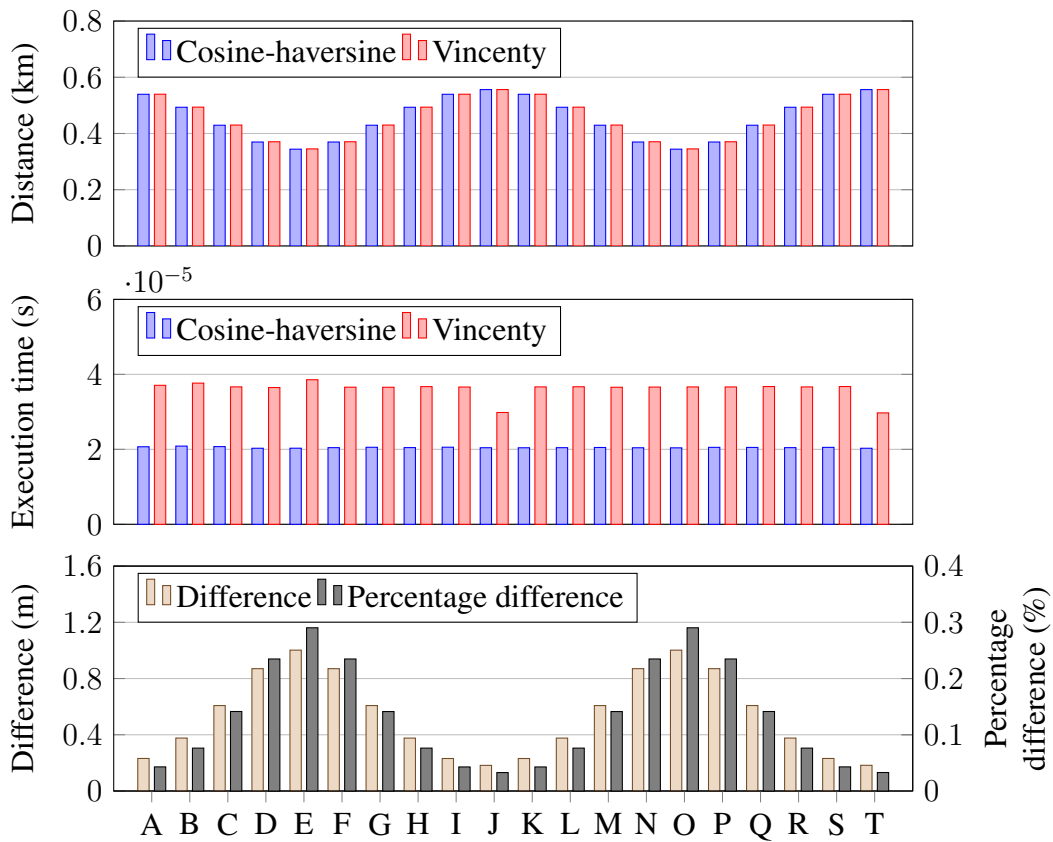 0.8
0.6
0.4
0.2
0
Distance (km)
Cosine-haversine Vincenty
·10⁻⁵
6
4
2
0
Execution time (s)
Cosine-haversine Vincenty
1.6
1.2
0.8
0.4
0
Difference (m)
Difference Percentage difference
0.4
0.3
0.2
0.1
0
Percentage
difference (%)
A B C D E F G H I J K L M N O P Q R S T